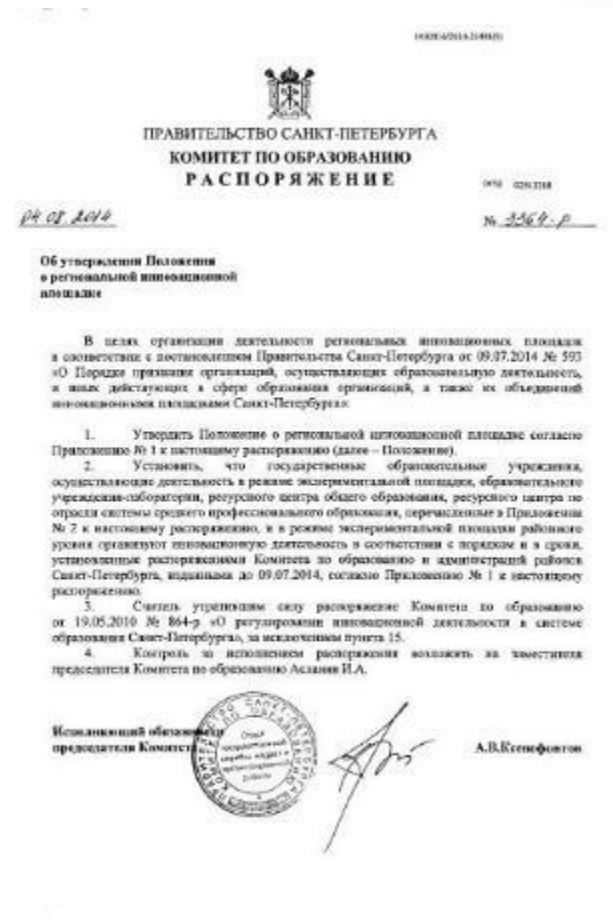 ПРАВИТЕЛЬСТВО САНКТ-ПЕТЕРБУРГА
КОМИТЕТ ПО ОБРАЗОВАНИЮ
РАСПОРЯЖЕНИЕ
04 08. 2014
№ 3364-р
Об утверждении Положения
о региональной инновационной
площадке
В целях организации деятельности региональных инновационных площадок
в соответствии с постановлением Правительства Санкт-Петербурга от 09.07.2014 № 593
«О Порядке признания организаций, осуществляющих образовательную деятельность,
и иных действующих в сфере образования организаций, а также их объединений
инновационными площадками Санкт-Петербурга»:
1. Утвердить Положение о региональной инновационной площадке согласно
Приложению № 1 к настоящему распоряжению (далее – Положение).
2. Установить, что государственные образовательные учреждения,
осуществляющие деятельность в режиме экспериментальной площадки, образовательного
учреждения-лаборатории, ресурсного центра общего образования, ресурсного центра по
отрасли системы среднего профессионального образования, перечисленные в Приложении
№ 2 к настоящему распоряжению, и в режиме экспериментальной площадки районного
уровня организуют инновационную деятельность в соответствии с порядком и в сроки,
установленные распоряжениями Комитета по образованию и администраций районов
Санкт-Петербурга, изданными до 09.07.2014, согласно Приложению № 1 к настоящему
распоряжению.
3. Считать утратившим силу распоряжение Комитета по образованию
от 19.05.2010 № 864-р «О регулировании инновационной деятельности в системе
образования Санкт-Петербурга», за исключением пункта 15.
4. Контроль за исполнением распоряжения возложить на заместителя
председателя Комитета по образованию Асланян И.А.
Исполняющий обязанности
председателя Комитета
А.В.Ксенофонтов